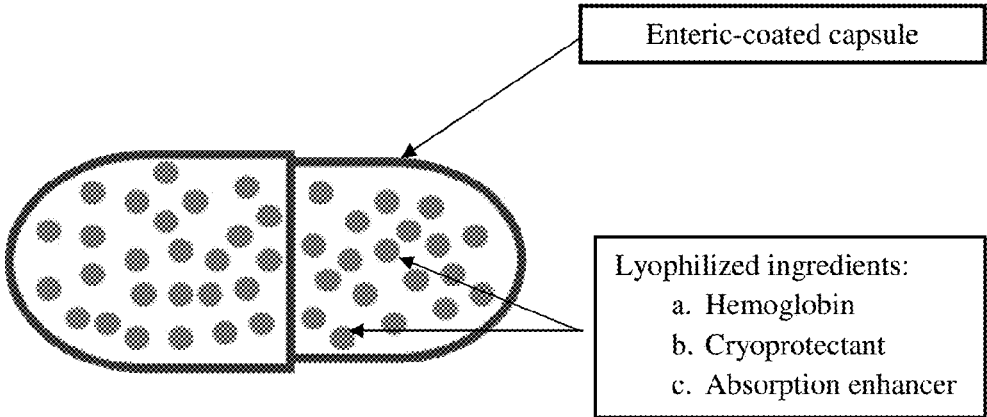 Enteric-coated capsule
Lyophilized ingredients:
a. Hemoglobin
b. Cryoprotectant
c. Absorption enhancer